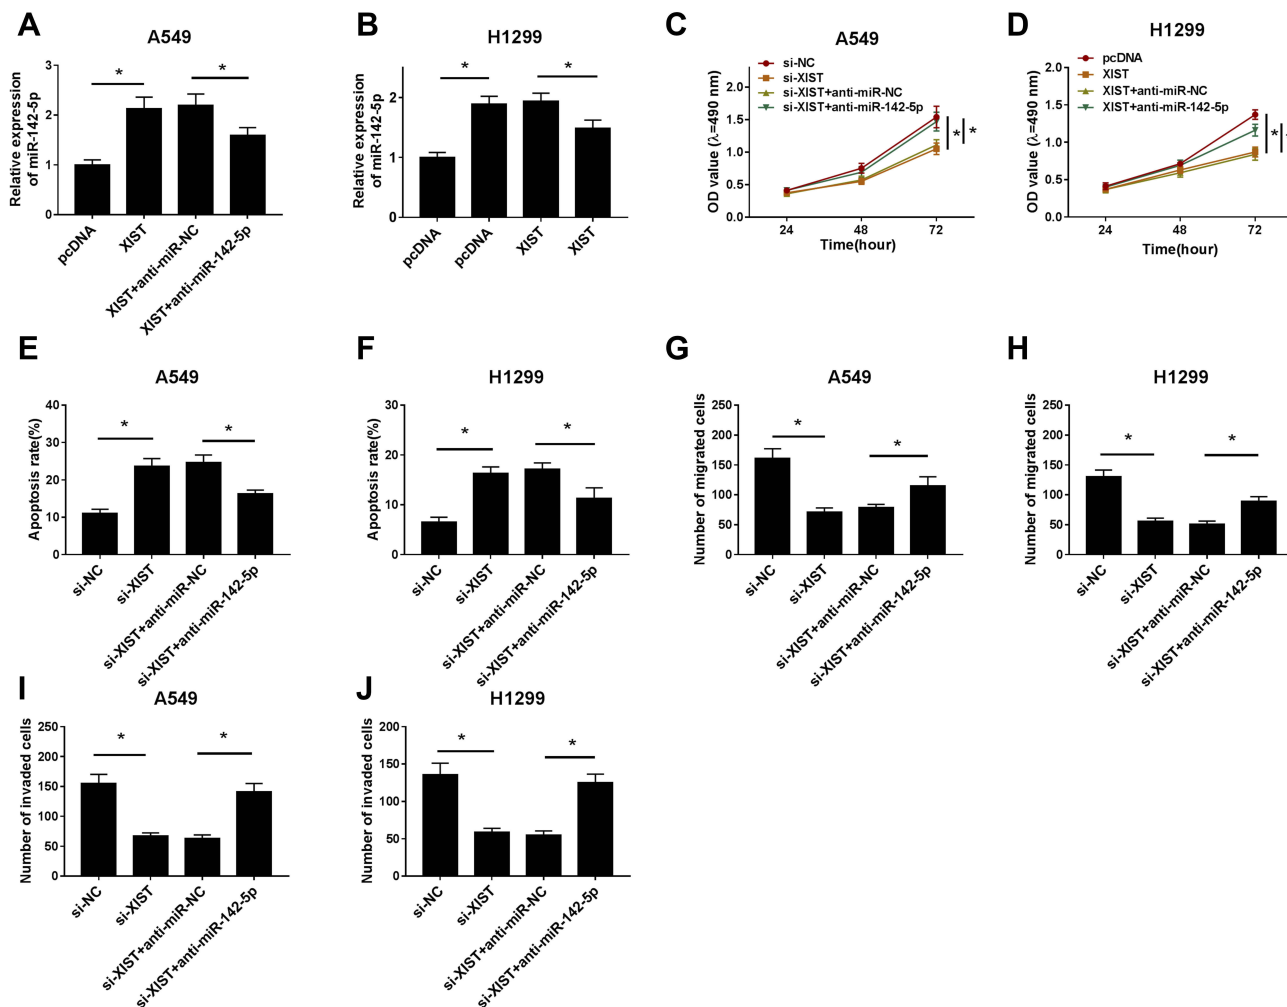 A
A549
Relative expression
of miR-142-5p
3
2
1
0
*
*
pcDNA
XIST
XIST+anti-miR-NC
XIST+anti-miR-142-5p
B
H1299
Relative expression
of miR-142-5p
2
1
0
*
*
pcDNA
pcDNA
XIST
XIST
C
A549
si-NC
si-XIST
si-XIST+anti-miR-NC
si-XIST+anti-miR-142-5p
OD value (λ=490 nm)
2.0
1.5
1.0
0.5
0.0
*
*
24
48
72
Time(hour)
D
H1299
pcDNA
XIST
XIST+anti-miR-NC
XIST+anti-miR-142-5p
OD value (λ=490 nm)
2.0
1.5
1.0
0.5
0.0
*
24
48
72
Time(hour)
E
A549
Apoptosis rate(%)
40
30
20
10
0
*
*
si-NC
si-XIST
si-XIST+anti-miR-NC
si-XIST+anti-miR-142-5p
F
H1299
Apoptosis rate(%)
30
20
10
0
*
*
si-NC
si-XIST
si-XIST+anti-miR-NC
si-XIST+anti-miR-142-5p
G
A549
Number of migrated cells
250
200
150
100
50
0
*
*
si-NC
si-XIST
si-XIST+anti-miR-NC
si-XIST+anti-miR-142-5p
H
H1299
Number of migrated cells
250
200
150
100
50
0
*
*
si-NC
si-XIST
si-XIST+anti-miR-NC
si-XIST+anti-miR-142-5p
I
A549
Number of invaded cells
250
200
150
100
50
0
*
*
si-NC
si-XIST
si-XIST+anti-miR-NC
si-XIST+anti-miR-142-5p
J
H1299
Number of invaded cells
200
150
100
50
0
*
*
si-NC
si-XIST
si-XIST+anti-miR-NC
si-XIST+anti-miR-142-5p